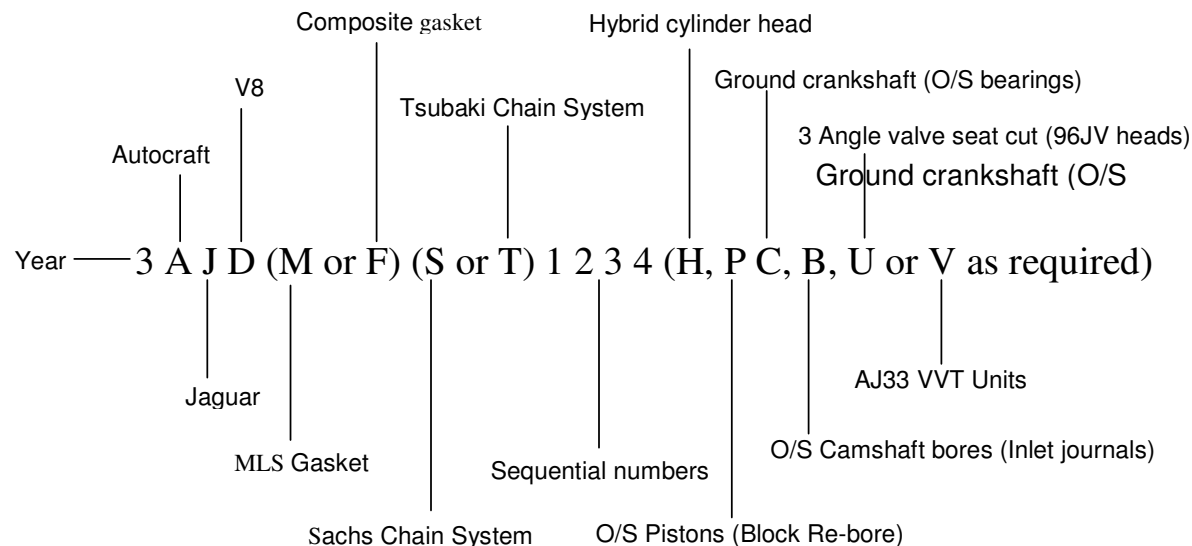 Composite gasket
Hybrid cylinder head
V8
Ground crankshaft (O/S bearings)
Tsubaki Chain System
3 Angle valve seat cut (96JV heads)
Autocraft
Ground crankshaft (O/S
Year
3 A J D (M or F) (S or T) 1 2 3 4 (H, P C, B, U or V as required)
AJ33 VVT Units
Jaguar
O/S Camshaft bores (Inlet journals)
MLS Gasket
Sequential numbers
Sachs Chain System
O/S Pistons (Block Re-bore)